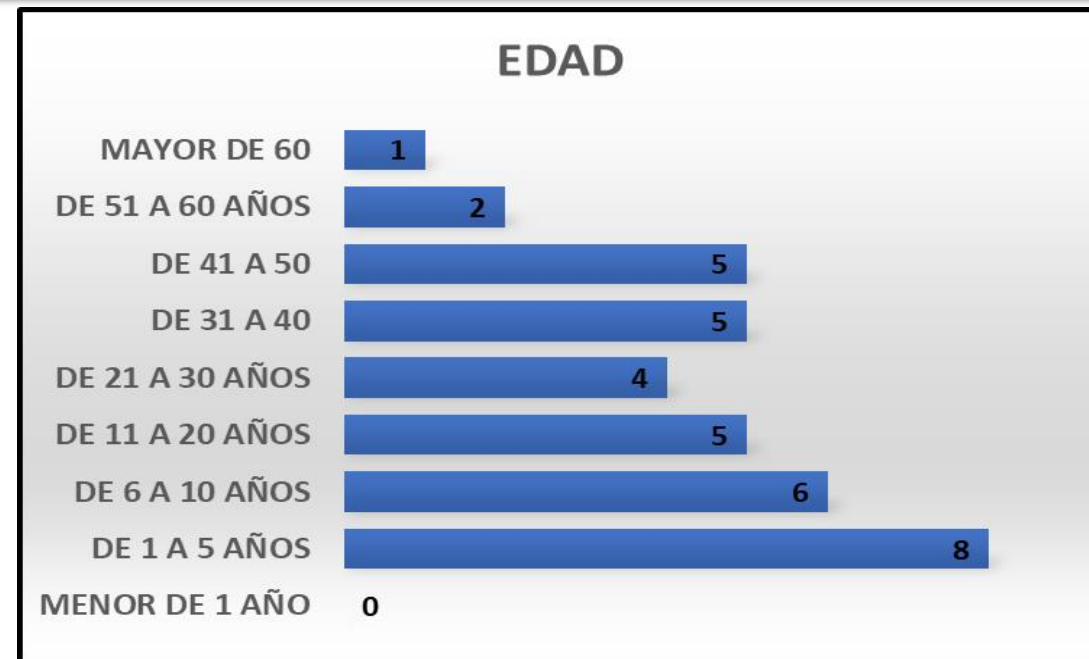 EDAD
MAYOR DE 60 1
DE 51 A 60 AÑOS 2
DE 41 A 50 5
DE 31 A 40 5
DE 21 A 30 AÑOS 4
DE 11 A 20 AÑOS 5
DE 6 A 10 AÑOS 6
DE 1 A 5 AÑOS 8
MENOR DE 1 AÑO 0